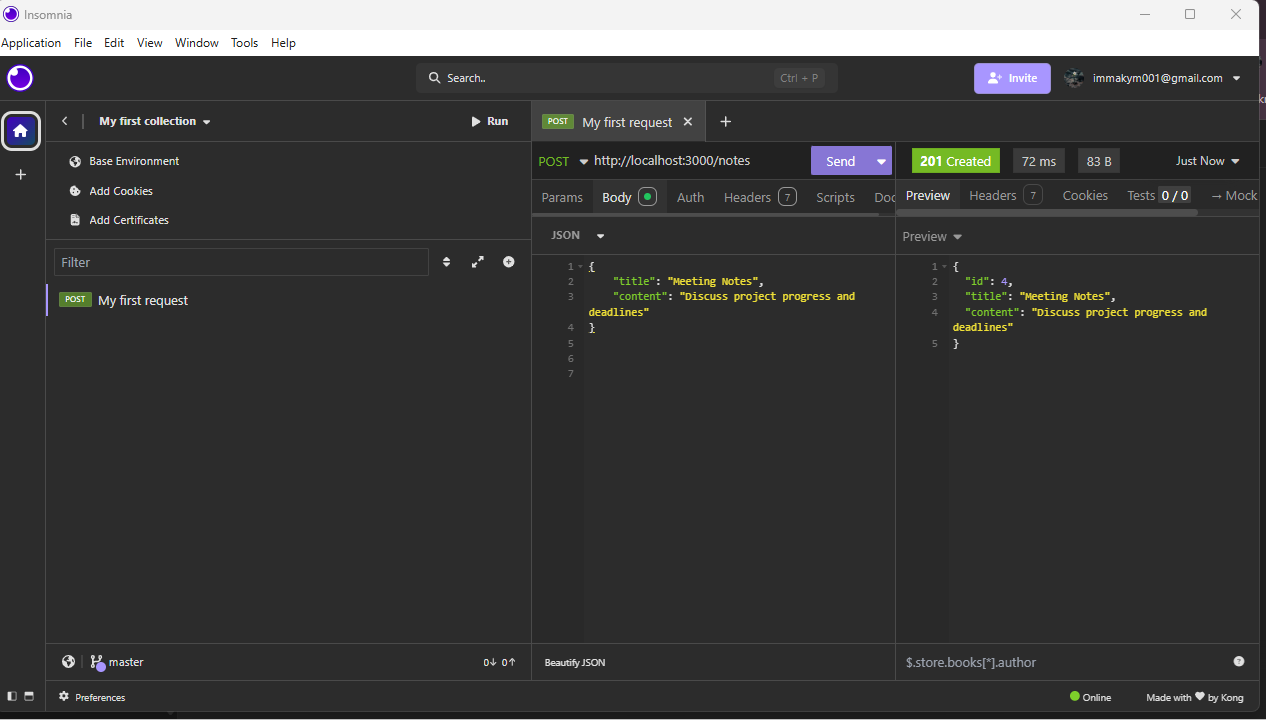 Insomnia
Application File Edit View Window Tools Help
Search.. Ctrl + P Invite immakym001@gmail.com
My first collection Run
POST My first request
Base Environment
Add Cookies
Add Certificates
Filter
POST My first request
POST http://localhost:3000/notes Send
201 Created 72 ms 83 B Just Now
Params Body Auth Headers 7 Scripts Doc
Preview Headers 7 Cookies Tests 0 / 0 → Mock
JSON
1 {
2 "title": "Meeting Notes",
3 "content": "Discuss project progress and
deadlines"
4 }
5
6
7
Preview
1 {
2 "id": 4,
3 "title": "Meeting Notes",
4 "content": "Discuss project progress and
deadlines"
5 }
master 0↓ 0↑
Beautify JSON
$.store.books[*].author
Preferences
Online Made with ♥ by Kong